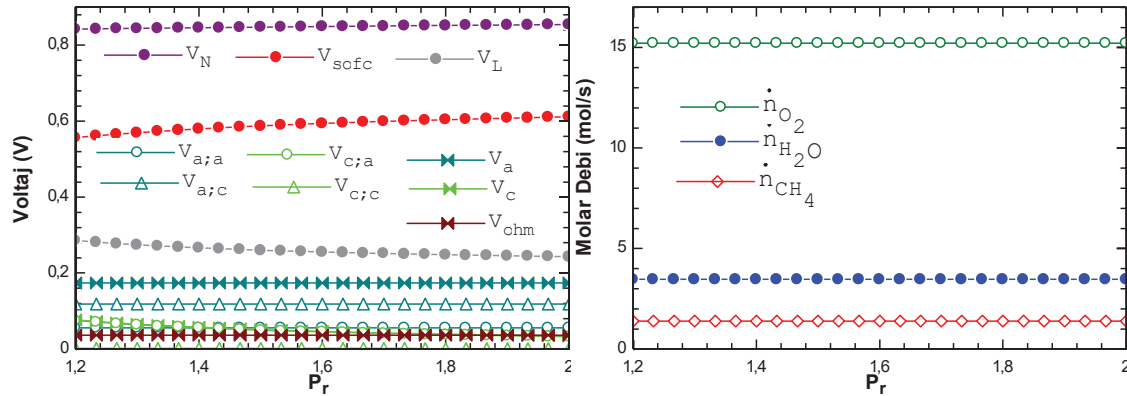 0,8
0,6
0,4
0,2
0
Voltaj (V)
V_N
V_sofc
V_L
V_a;a
V_c;a
V_a
V_a;c
V_c;c
V_c
V_ohm
1,2
1,4
1,6
1,8
2
P_r
15
10
5
0
Molar Debi (mol/s)
ṅ_O2
ṅ_H2O
ṅ_CH4
1,2
1,4
1,6
1,8
2
P_r